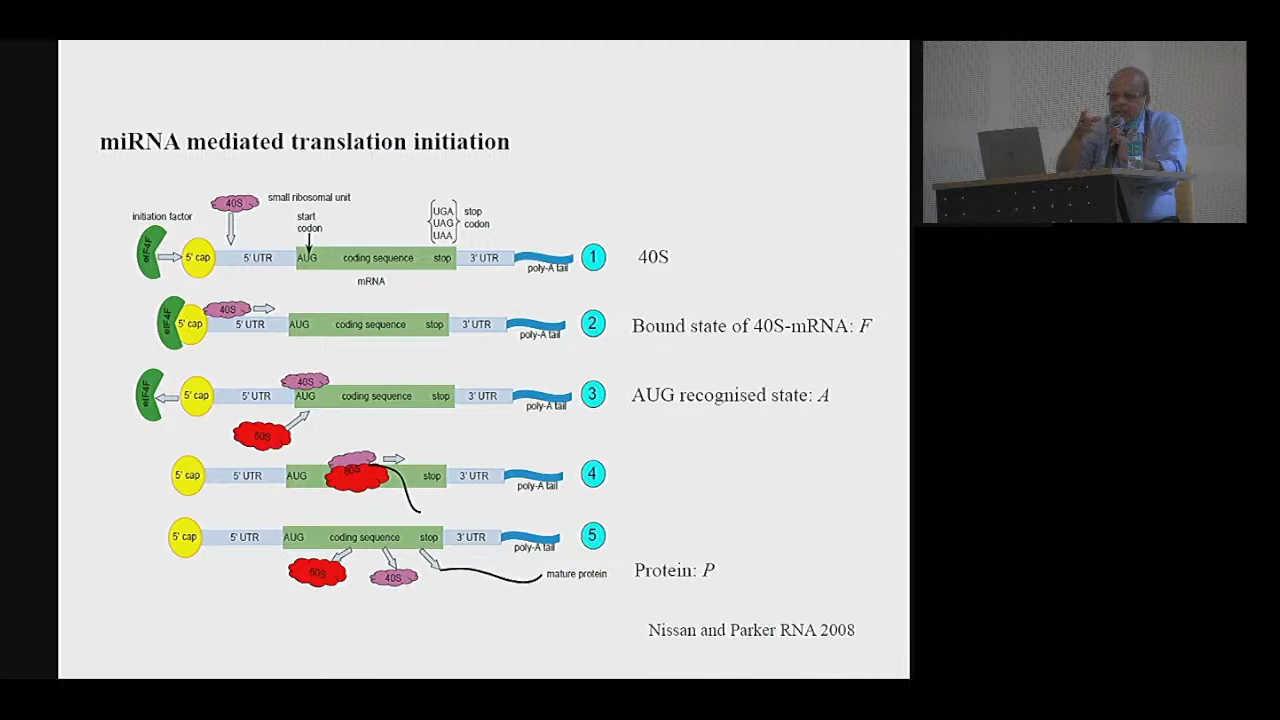 miRNA mediated translation initiation
40S
small ribosomal unit
initiation factor
start
codon
UGA
UAG
UAA
stop
codon
eIF4F
5' cap
5' UTR
AUG
coding sequence
stop
3' UTR
poly-A tail
mRNA
1
40S
eIF4F
5' cap
40S
5' UTR
AUG
coding sequence
stop
3' UTR
poly-A tail
2
Bound state of 40S-mRNA: F
eIF4F
5' cap
5' UTR
40S
AUG
coding sequence
stop
3' UTR
poly-A tail
3
AUG recognised state: A
60S
5' cap
5' UTR
AUG
60S
stop
3' UTR
poly-A tail
4
5' cap
5' UTR
AUG
coding sequence
stop
3' UTR
poly-A tail
5
60S
40S
mature protein
Protein: P
Nissan and Parker RNA 2008